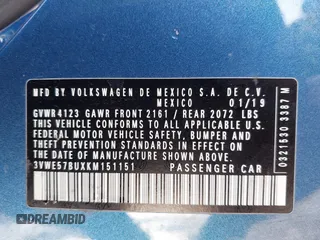 MFD BY VOLKSWAGEN DE MEXICO S.A. DE C.V.
MEXICO 01/19
GVWR4123 GAWR FRONT 2161 / REAR 2072 LBS
THIS VEHICLE CONFORMS TO ALL APPLICABLE
FEDERAL MOTOR VEHICLE SAFETY, BUMPER AND
THEFT PREVENTION STANDARDS IN EFFECT ON THE
DATE OF MANUFACTURE SHOWN ABOVE
3VWE57BUXKM151151 PASSENGER CAR
0321530 3387 M
DREAMBID